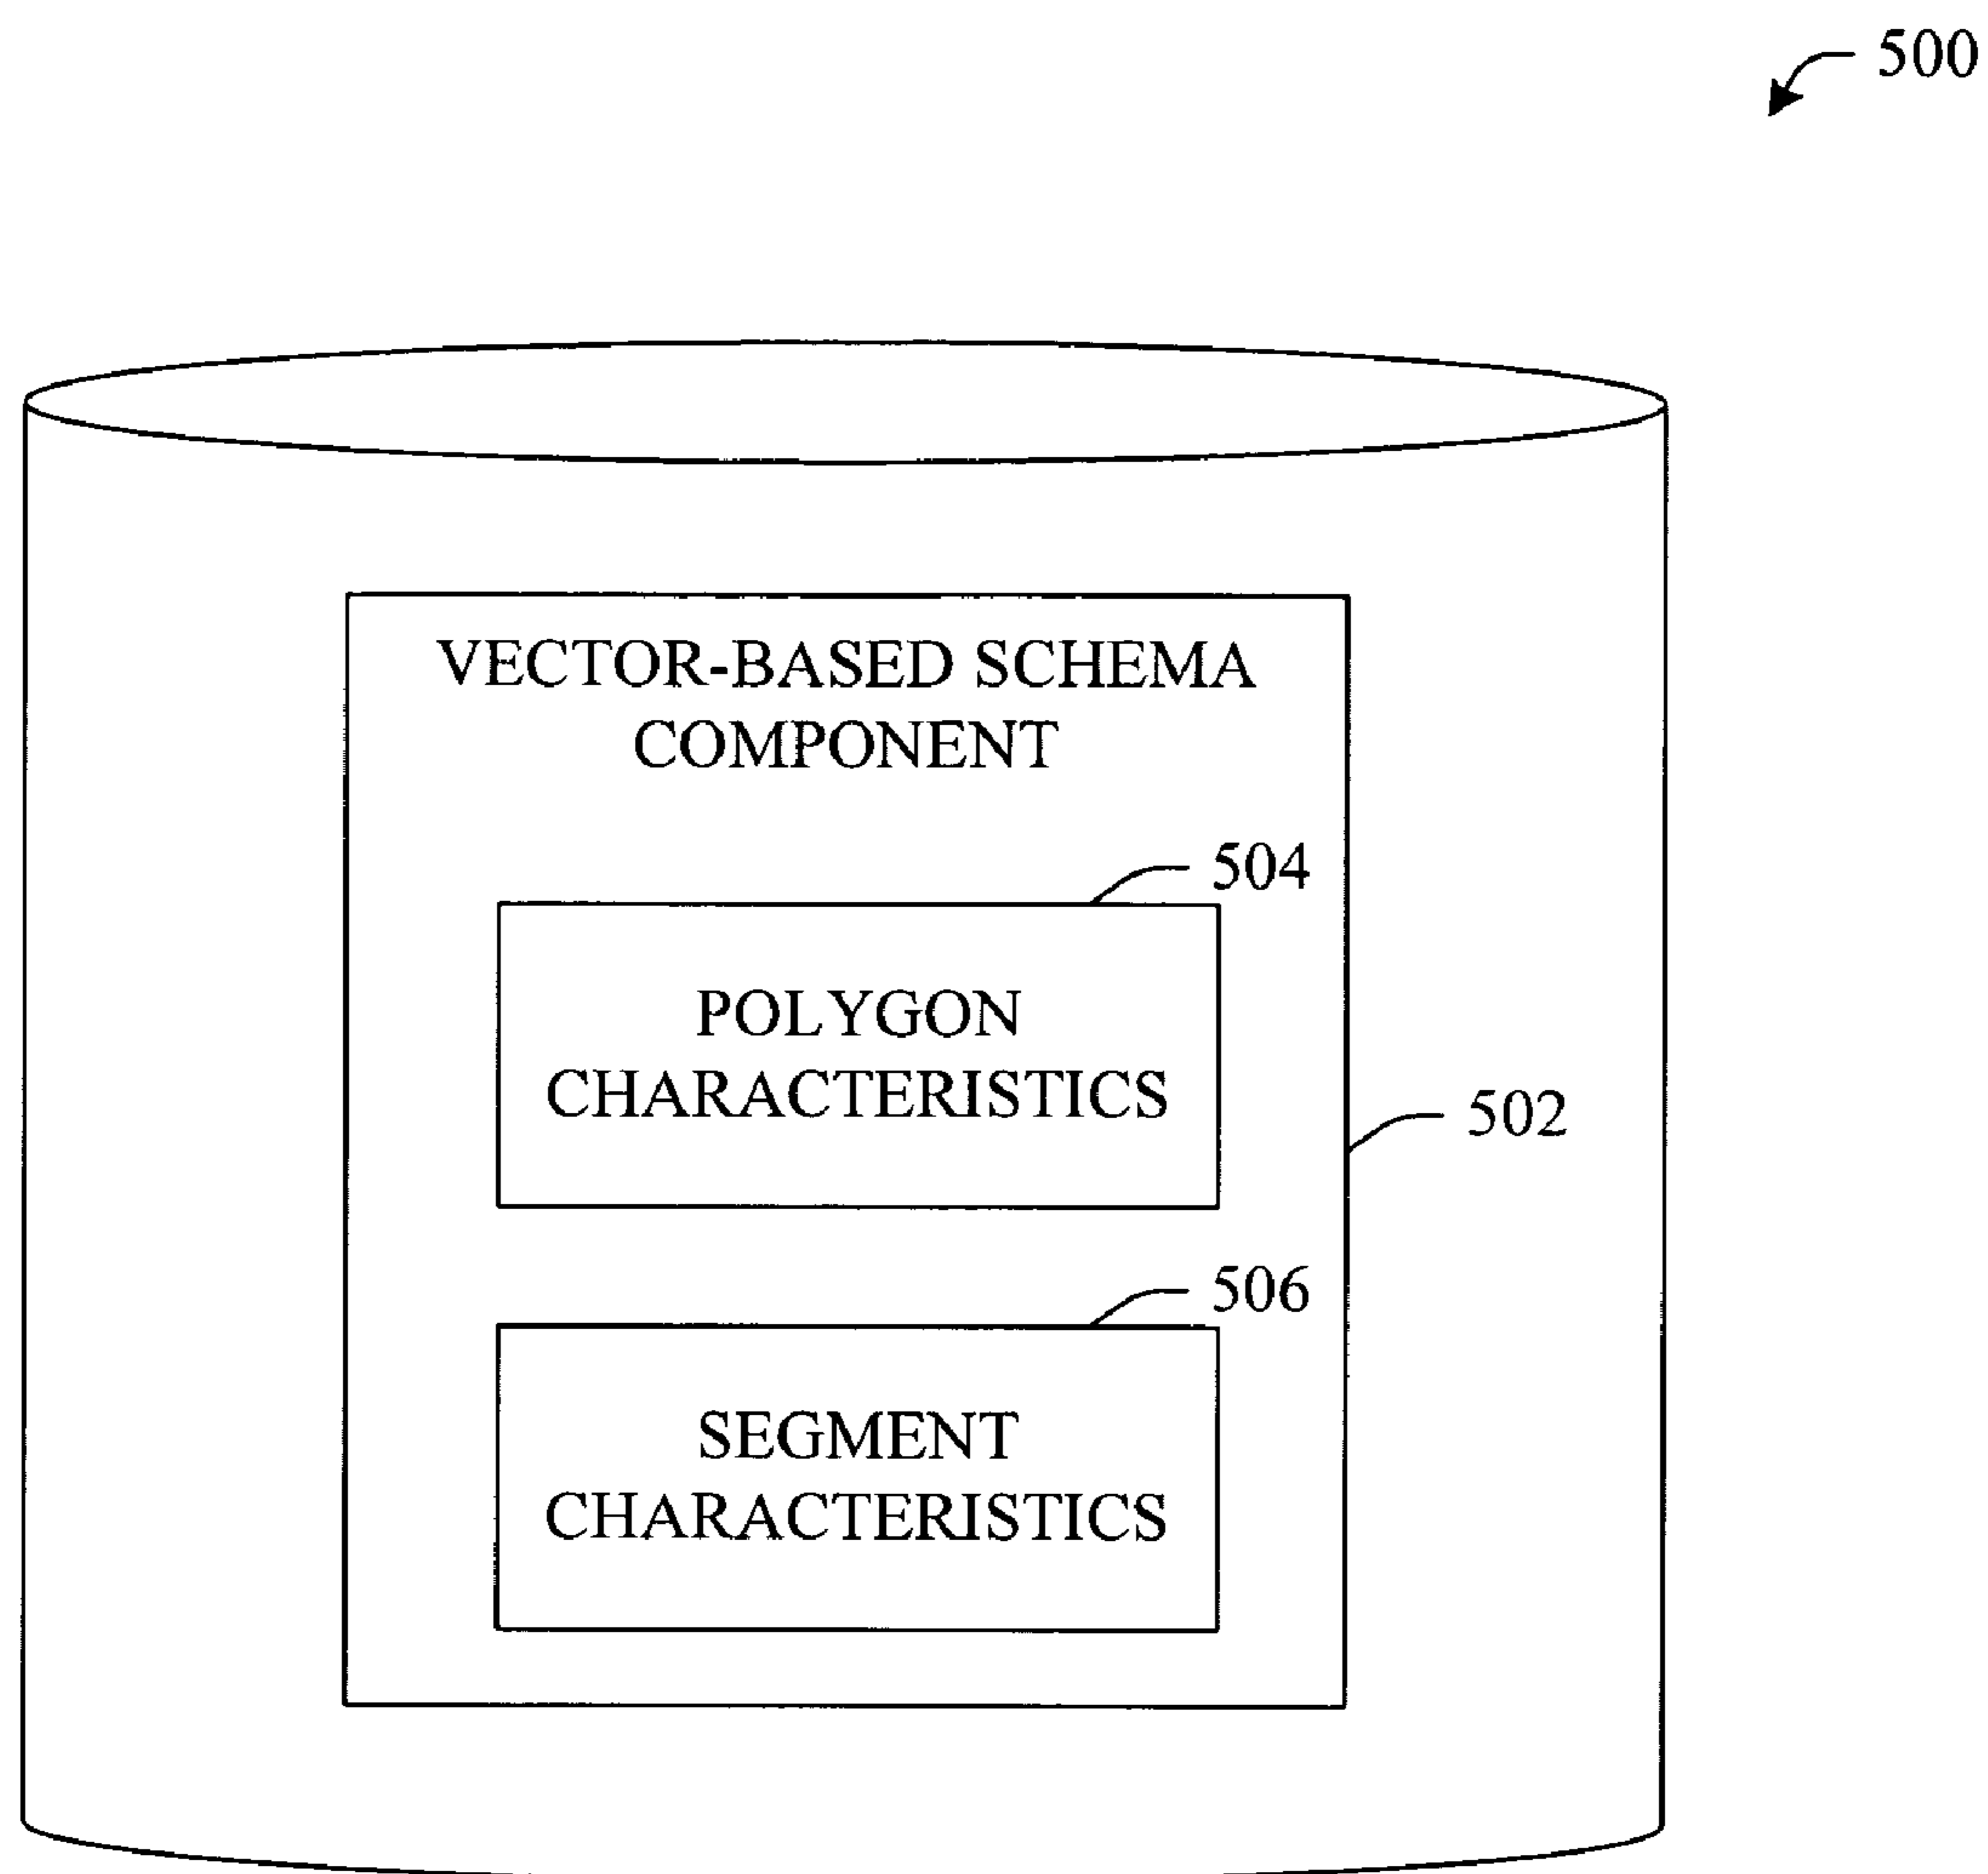 500
VECTOR-BASED SCHEMA
COMPONENT
504
POLYGON
CHARACTERISTICS
502
506
SEGMENT
CHARACTERISTICS